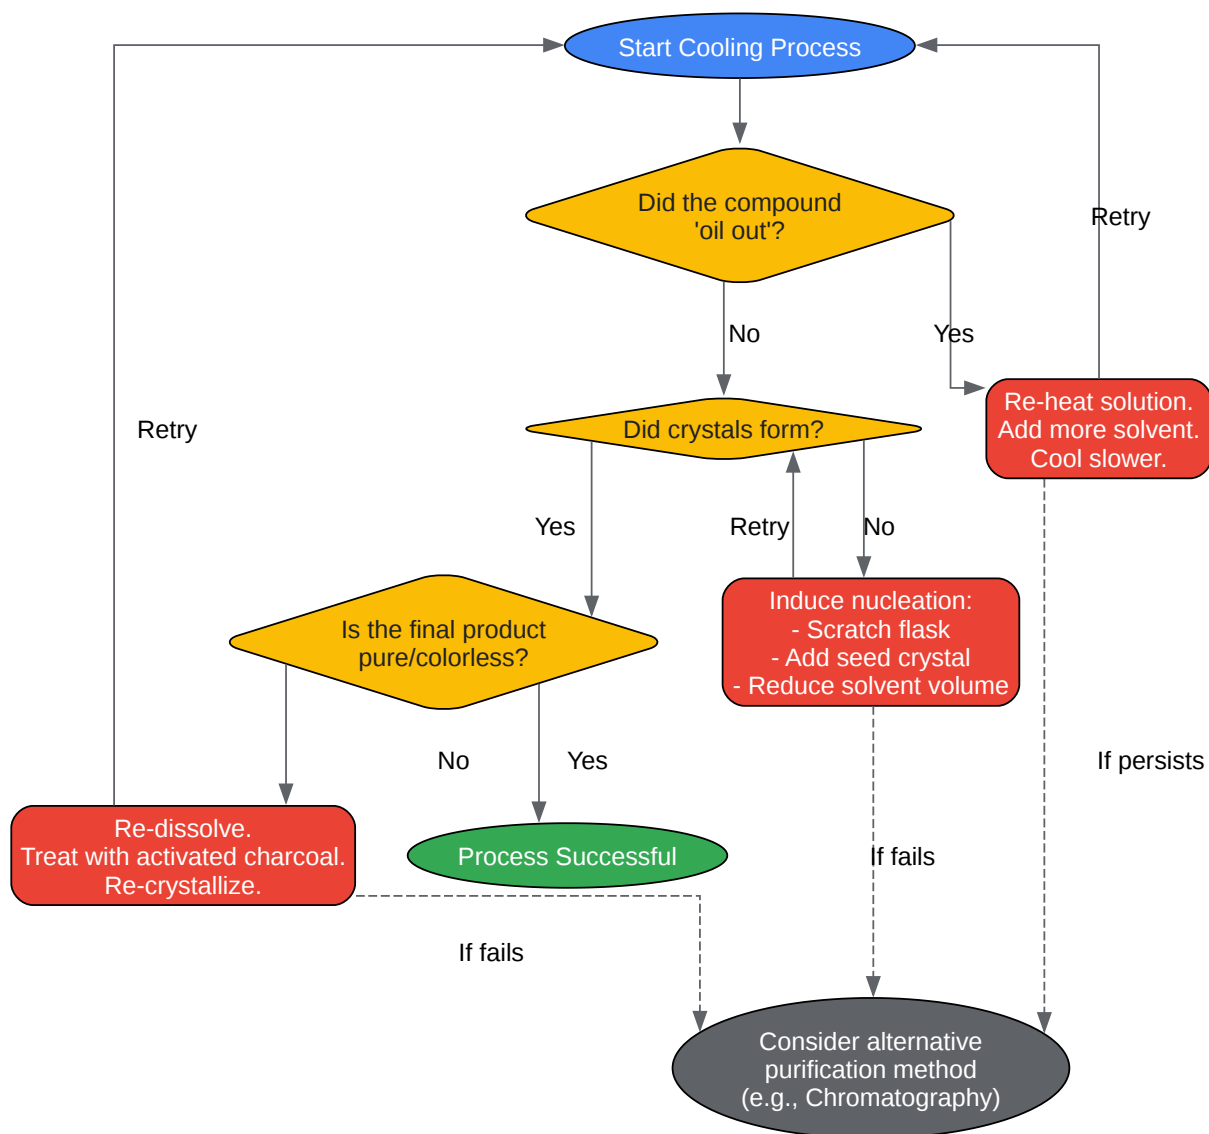 Start Cooling Process
Did the compound
'oil out'?
Retry
No
Yes
Re-heat solution.
Add more solvent.
Cool slower.
Retry
Did crystals form?
Yes
Retry
No
Induce nucleation:
- Scratch flask
- Add seed crystal
- Reduce solvent volume
Is the final product
pure/colorless?
No
Yes
If persists
Re-dissolve.
Treat with activated charcoal.
Re-crystallize.
Process Successful
If fails
If fails
Consider alternative
purification method
(e.g., Chromatography)